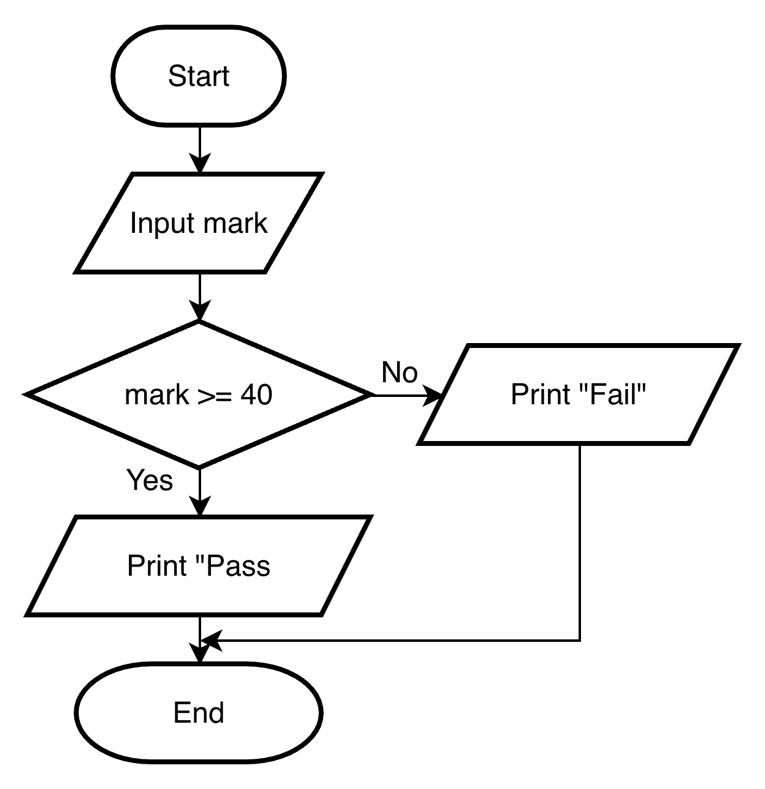 Start
Input mark
mark >= 40
No
Print "Fail"
Yes
Print "Pass
End